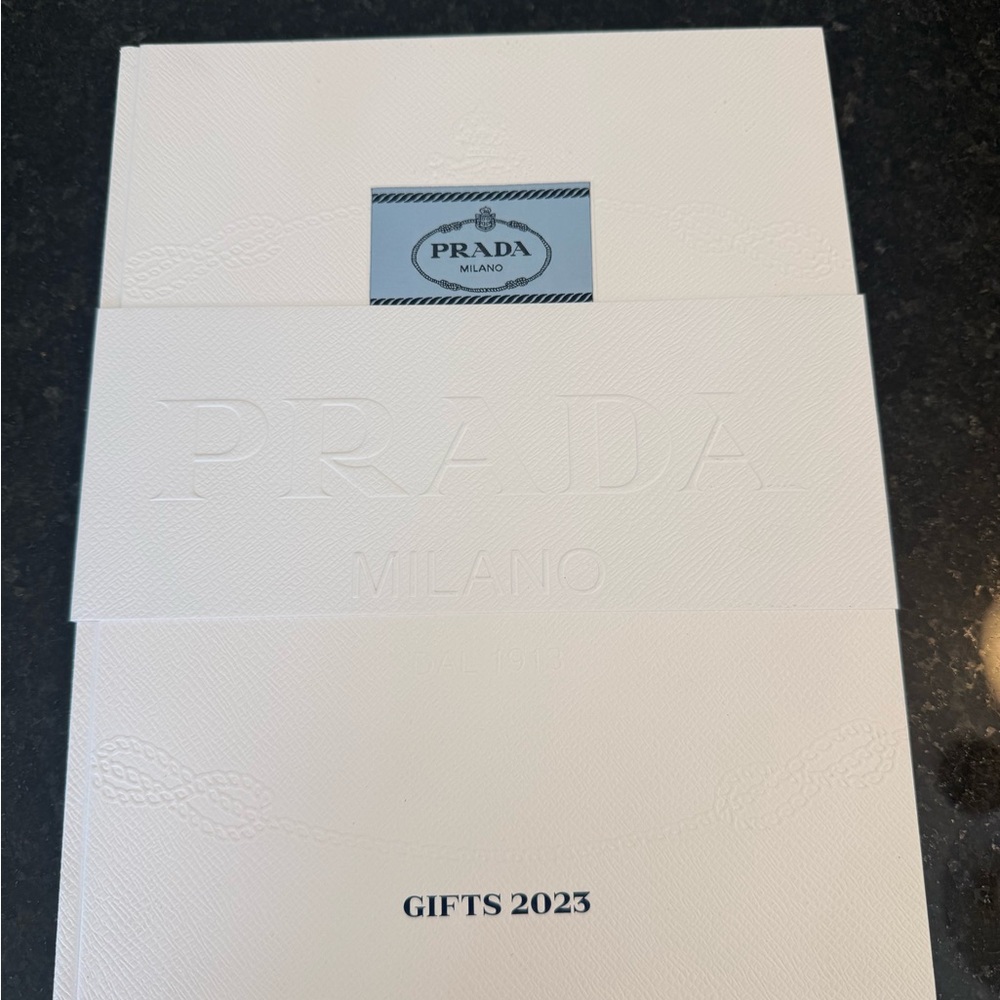 PRADA
MILANO
PRADA
MILANO
DAL 1913
GIFTS 2023